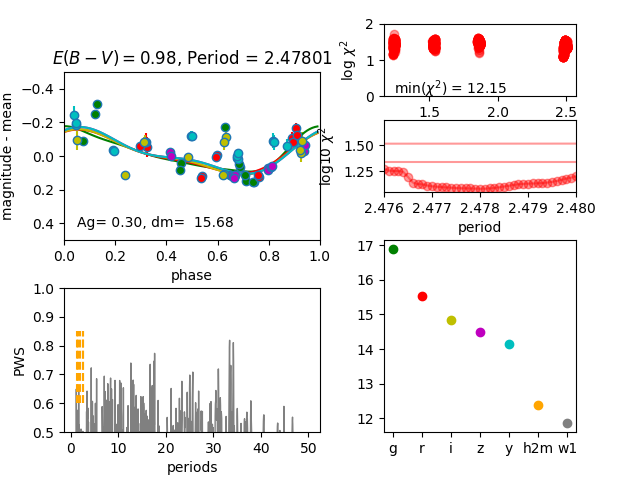 E(B − V) = 0.98, Period = 2.47801
magnitude - mean
−0.4
−0.2
0.0
0.2
0.4
Ag= 0.30, dm=  15.68
0.0 0.2 0.4 0.6 0.8 1.0
phase
log χ²
2
1
0
min(χ²) = 12.15
1.5 2.0 2.5
log10 χ²
1.50
1.25
2.476 2.477 2.478 2.479 2.480
period
PWS
1.0
0.9
0.8
0.7
0.6
0.5
0 10 20 30 40 50
periods
17
16
15
14
13
12
g r i z y h2m w1